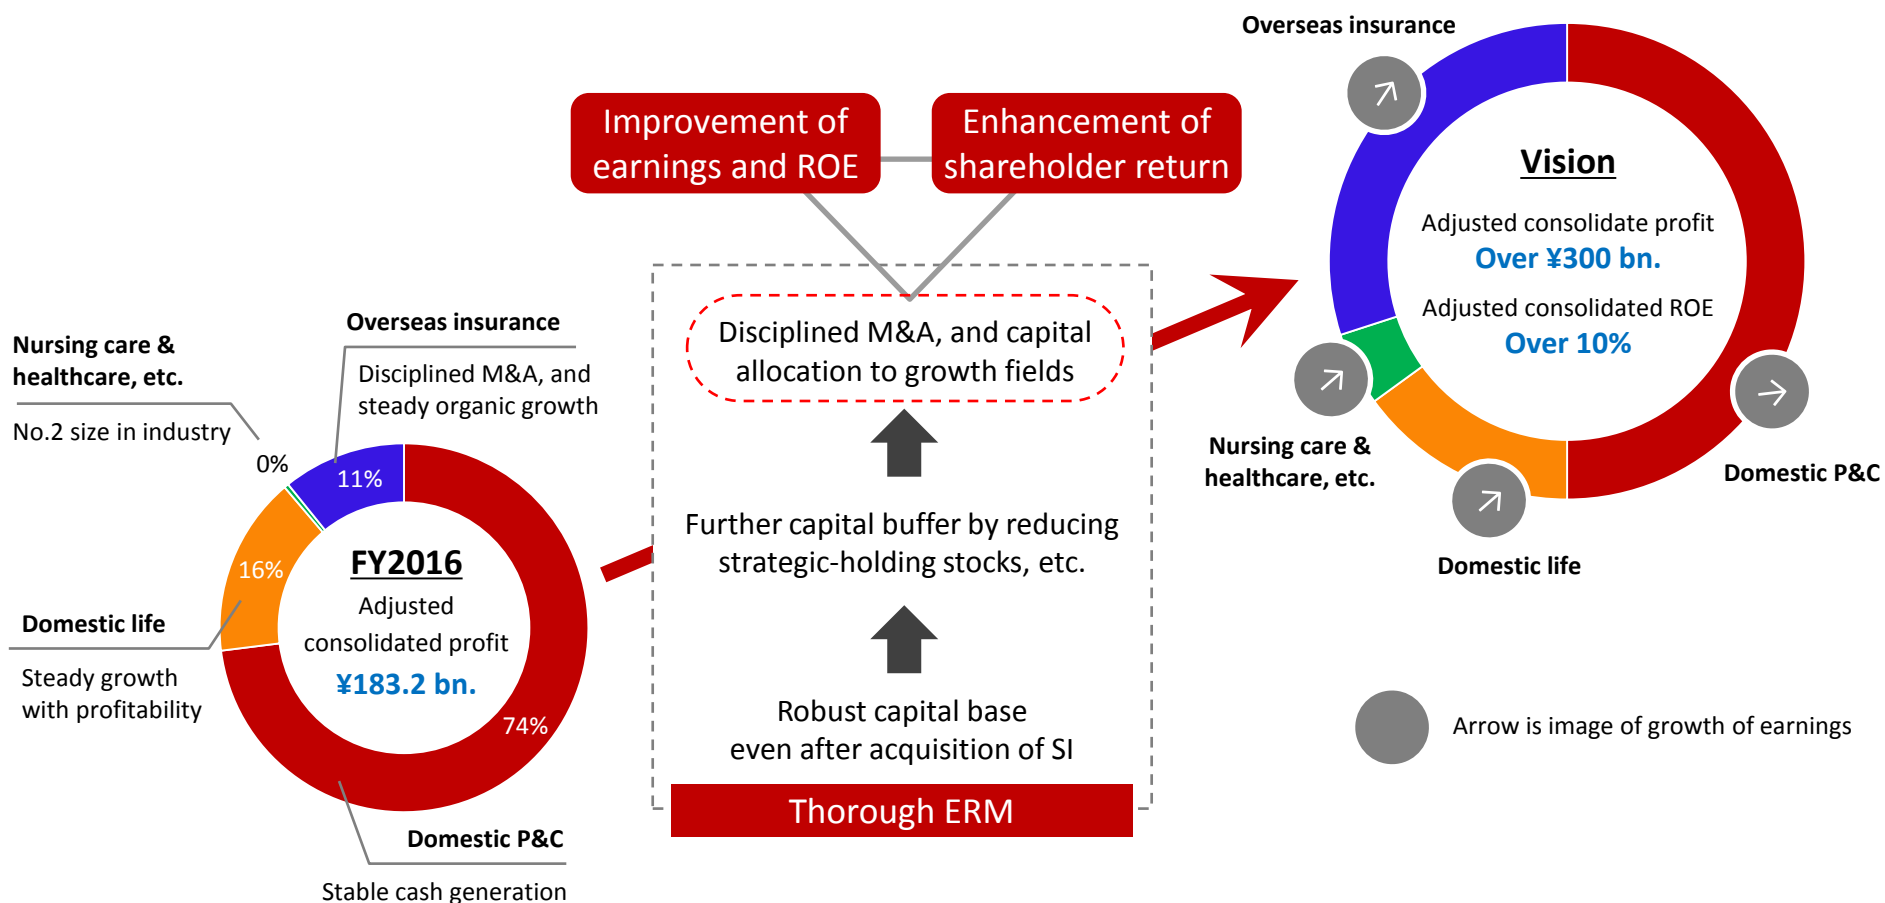 Improvement of
earnings and ROE
Enhancement of
shareholder return
Nursing care &
healthcare, etc.
No.2 size in industry
Overseas insurance
Disciplined M&A, and
steady organic growth
0%
11%
16%
74%
FY2016
Adjusted
consolidated profit
¥183.2 bn.
Domestic life
Steady growth
with profitability
Domestic P&C
Stable cash generation
Disciplined M&A, and capital
allocation to growth fields
Further capital buffer by reducing
strategic-holding stocks, etc.
Robust capital base
even after acquisition of SI
Thorough ERM
Overseas insurance
Vision
Adjusted consolidate profit
Over ¥300 bn.
Adjusted consolidated ROE
Over 10%
Nursing care &
healthcare, etc.
Domestic P&C
Domestic life
Arrow is image of growth of earnings